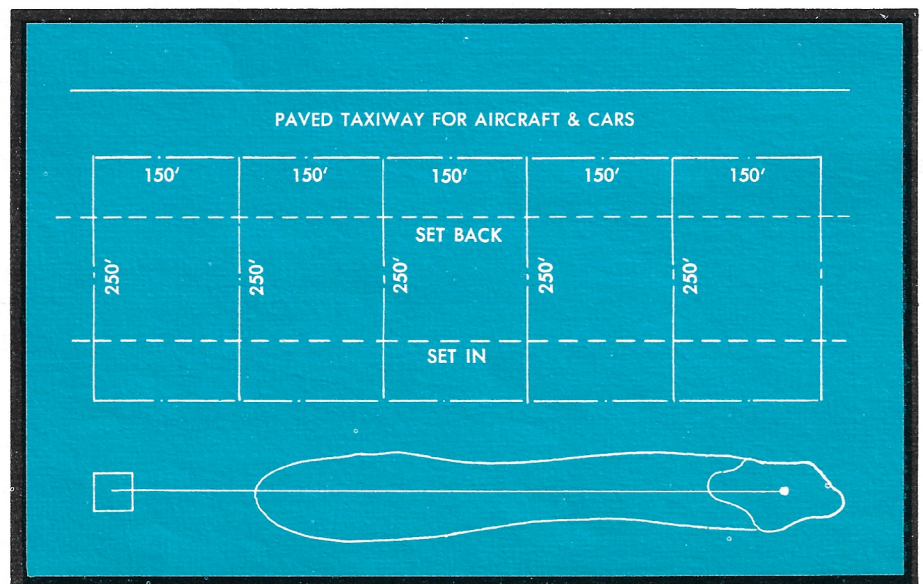 PAVED TAXIWAY FOR AIRCRAFT & CARS
150' 150' 150' 150' 150'
SET BACK
250' 250' 250' 250' 250'
SET IN